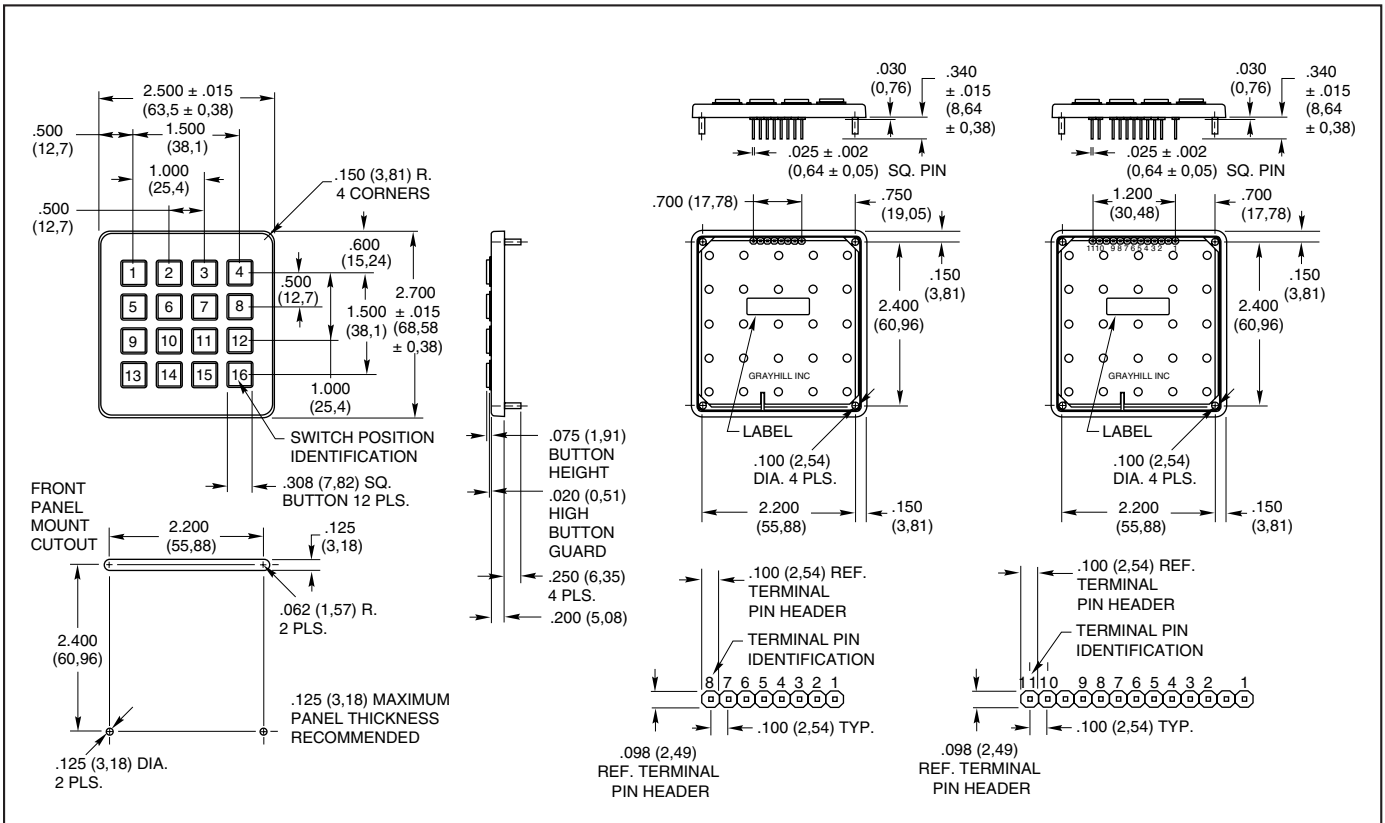 2.500 ± .015
(63,5 ± 0,38)
.500
(12,7)
1.500
(38,1)
1.000
(25,4)
.500
(12,7)
.150 (3,81) R.
4 CORNERS
.600
(15,24)
.500
(12,7)
1.500
(38,1)
2.700
± .015
(68,58
± 0,38)
1.000
(25,4)
1 2 3 4
5 6 7 8
9 10 11 12
13 14 15 16
SWITCH POSITION
IDENTIFICATION
.308 (7,82) SQ.
BUTTON 12 PLS.
FRONT
PANEL
MOUNT
CUTOUT
2.200
(55,88)
.125
(3,18)
.062 (1,57) R.
2 PLS.
2.400
(60,96)
.125 (3,18) MAXIMUM
PANEL THICKNESS
RECOMMENDED
.125 (3,18) DIA.
2 PLS.
.075 (1,91)
BUTTON
HEIGHT
.020 (0,51)
HIGH
BUTTON
GUARD
.250 (6,35)
4 PLS.
.200 (5,08)
.030
(0,76)
.340
± .015
(8,64
± 0,38)
.025 ± .002
(0,64 ± 0,05) SQ. PIN
.700 (17,78)
.750
(19,05)
.150
(3,81)
2.400
(60,96)
GRAYHILL INC
LABEL
.100 (2,54)
DIA. 4 PLS.
2.200
(55,88)
.150
(3,81)
.100 (2,54) REF.
TERMINAL
PIN HEADER
TERMINAL PIN
IDENTIFICATION
8 7 6 5 4 3 2 1
.100 (2,54) TYP.
.098 (2,49)
REF. TERMINAL
PIN HEADER
.030
(0,76)
.340
± .015
(8,64
± 0,38)
.025 ± .002
(0,64 ± 0,05) SQ. PIN
1.200
(30,48)
.700
(17,78)
11 10 9 8 7 6 5 4 3 2 1
.150
(3,81)
2.400
(60,96)
GRAYHILL INC
LABEL
.100 (2,54)
DIA. 4 PLS.
2.200
(55,88)
.150
(3,81)
.100 (2,54) REF.
TERMINAL
PIN HEADER
TERMINAL PIN
IDENTIFICATION
11 10 9 8 7 6 5 4 3 2 1
.100 (2,54) TYP.
.098 (2,49)
REF. TERMINAL
PIN HEADER